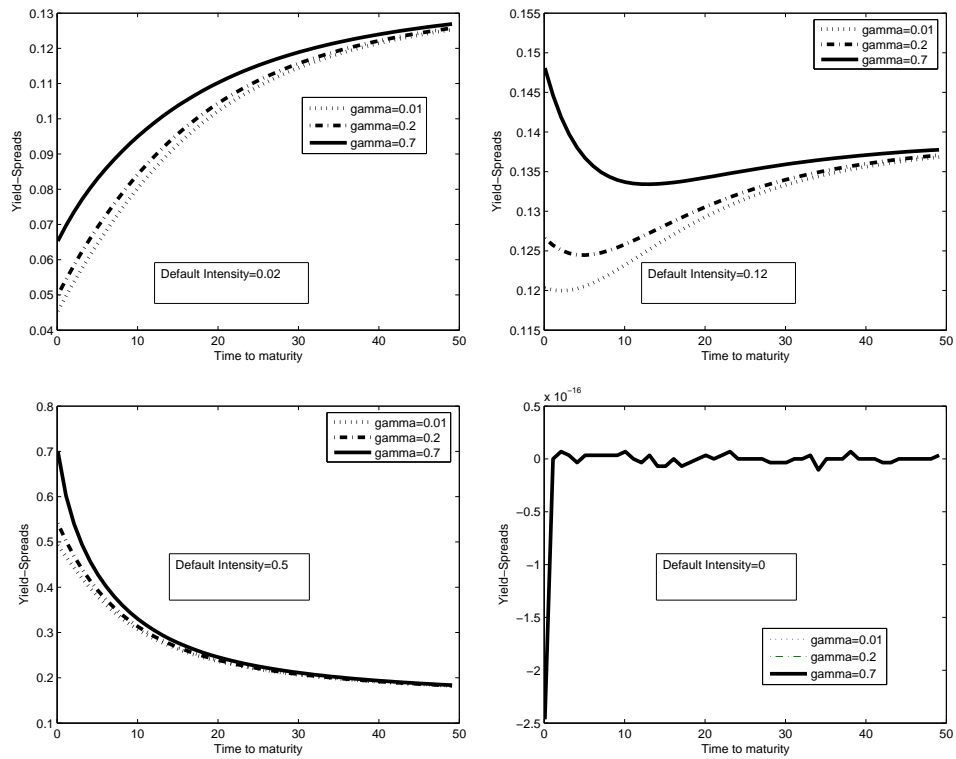 0.13
0.12
0.11
0.1
0.09
0.08
0.07
0.06
0.05
0.04
Yield−Spreads
gamma=0.01
gamma=0.2
gamma=0.7
Default Intensity=0.02
0 10 20 30 40 50
Time to maturity
0.155
0.15
0.145
0.14
0.135
0.13
0.125
0.12
0.115
Yield−Spreads
gamma=0.01
gamma=0.2
gamma=0.7
Default Intensity=0.12
0 10 20 30 40 50
Time to maturity
0.8
0.7
0.6
0.5
0.4
0.3
0.2
0.1
Yield−Spreads
gamma=0.01
gamma=0.2
gamma=0.7
Default Intensity=0.5
0 10 20 30 40 50
Time to maturity
x 10−16
0.5
0
−0.5
−1
−1.5
−2
−2.5
Yield−Spreads
Default Intensity=0
gamma=0.01
gamma=0.2
gamma=0.7
0 10 20 30 40 50
Time to maturity